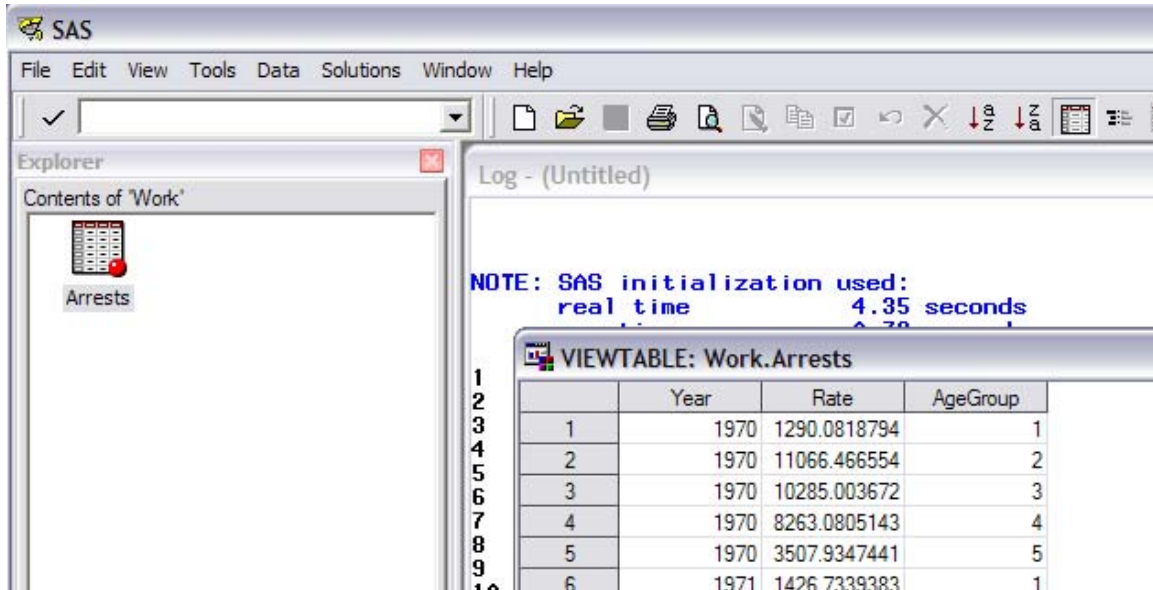 SAS
File Edit View Tools Data Solutions Window Help
Explorer
Contents of 'Work'
Arrests
Log - (Untitled)
NOTE: SAS initialization used:
real time 4.35 seconds
1
2
3
4
5
6
7
8
9
10
VIEWTABLE: Work.Arrests
Year Rate AgeGroup
1 1970 1290.0818794 1
2 1970 11066.466554 2
3 1970 10285.003672 3
4 1970 8263.0805143 4
5 1970 3507.9347441 5
6 1971 1426.7339383 1